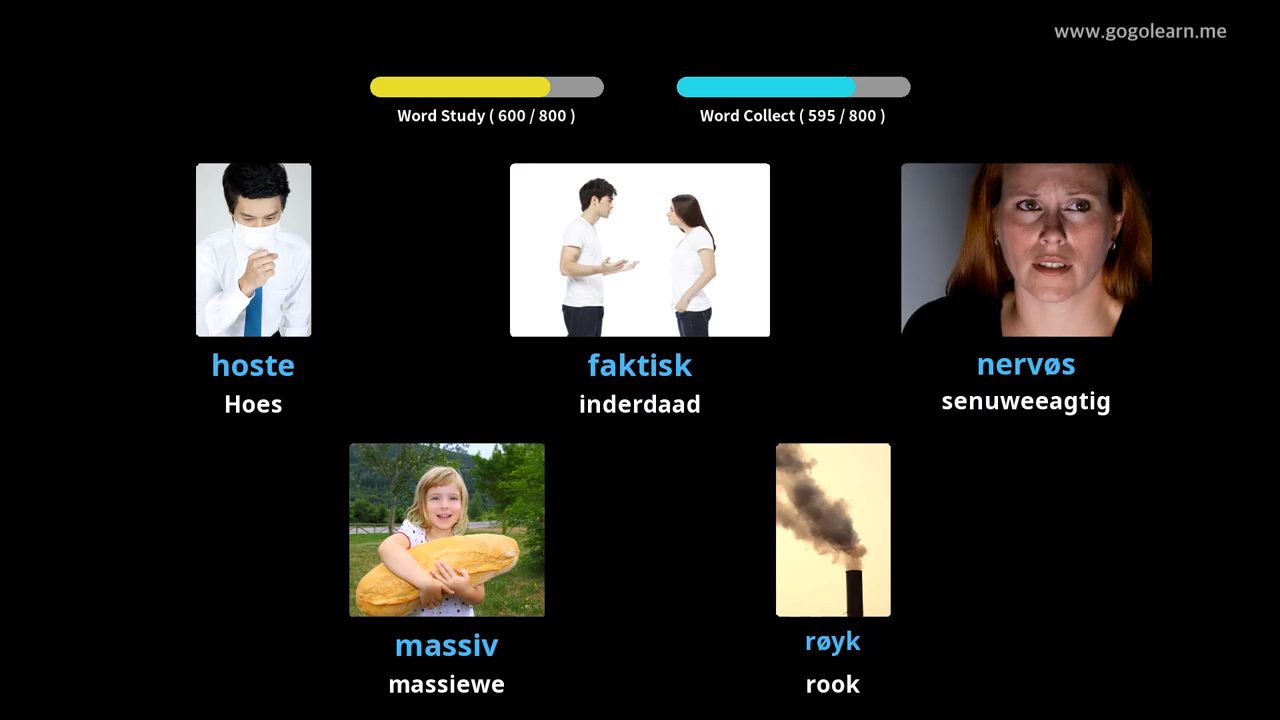 www.gogolearn.me
Word Study ( 600 / 800 )
Word Collect ( 595 / 800 )
hoste
Hoes
faktisk
inderdaad
nervøs
senuweeagtig
massiv
massiewe
røyk
rook